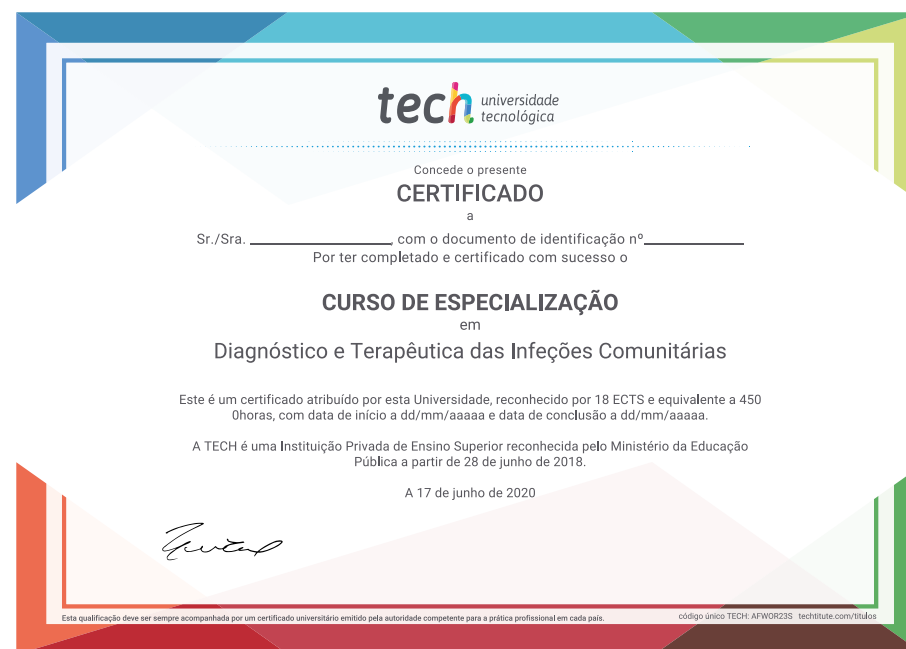 tech universidade
tecnológica
Concede o presente
CERTIFICADO
a
Sr./Sra. ____________________, com o documento de identificação nº______________
Por ter completado e certificado com sucesso o
CURSO DE ESPECIALIZAÇÃO
em
Diagnóstico e Terapêutica das Infeções Comunitárias
Este é um certificado atribuído por esta Universidade, reconhecido por 18 ECTS e equivalente a 450
0horas, com data de início a dd/mm/aaaaa e data de conclusão a dd/mm/aaaaa.
A TECH é uma Instituição Privada de Ensino Superior reconhecida pelo Ministério da Educação
Pública a partir de 28 de junho de 2018.
A 17 de junho de 2020
Esta qualificação deve ser sempre acompanhada por um certificado universitário emitido pela autoridade competente para a prática profissional em cada país.
código único TECH: AFWOR23S techtitute.com/titulos